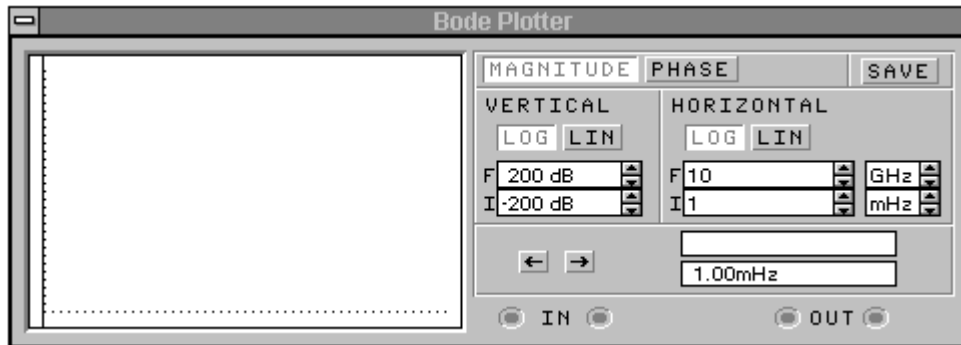 Bode Plotter
MAGNITUDE PHASE SAVE
VERTICAL HORIZONTAL
LOG LIN LOG LIN
F 200 dB F 10 GHz
I -200 dB I 1 mHz
← →
1.00mHz
IN OUT